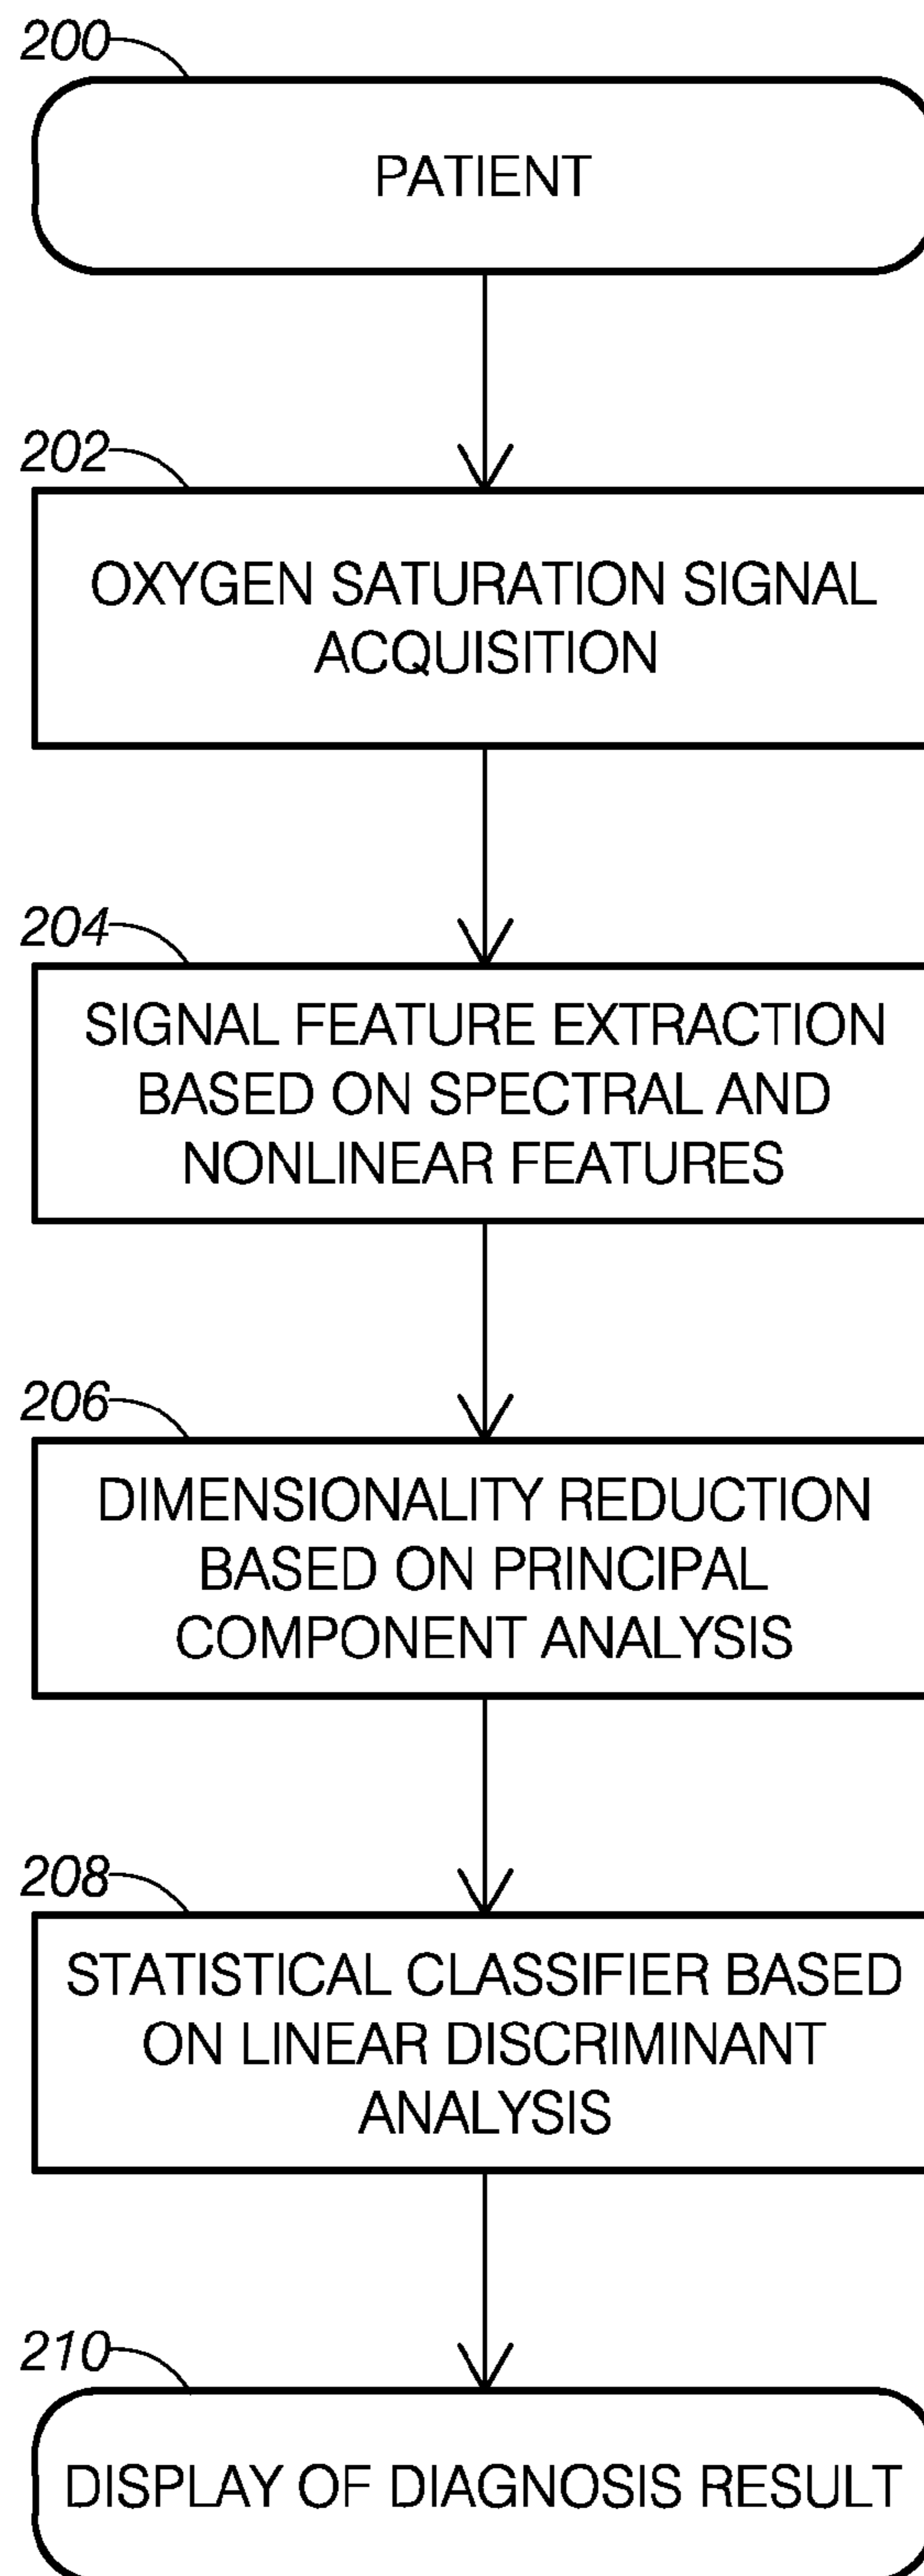 200
PATIENT
202
OXYGEN SATURATION SIGNAL
ACQUISITION
204
SIGNAL FEATURE EXTRACTION
BASED ON SPECTRAL AND
NONLINEAR FEATURES
206
DIMENSIONALITY REDUCTION
BASED ON PRINCIPAL
COMPONENT ANALYSIS
208
STATISTICAL CLASSIFIER BASED
ON LINEAR DISCRIMINANT
ANALYSIS
210
DISPLAY OF DIAGNOSIS RESULT